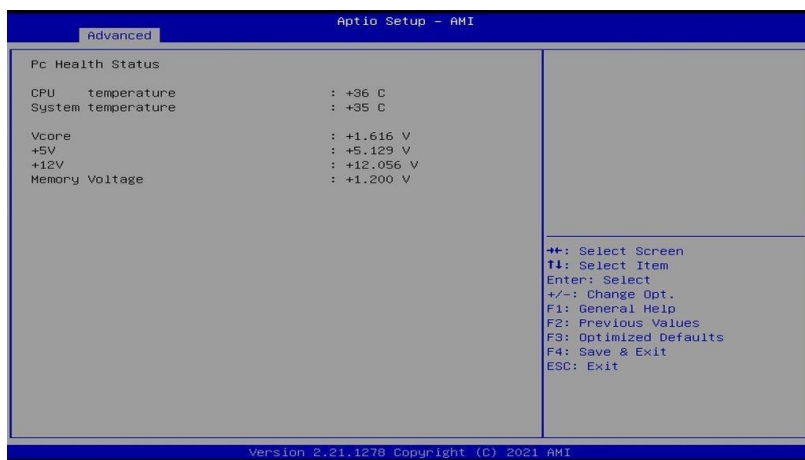 Aptio Setup – AMI
Advanced
Pc Health Status
CPU temperature : +36 C
System temperature : +35 C
Vcore : +1.616 V
+5V : +5.129 V
+12V : +12.056 V
Memory Voltage : +1.200 V
→←: Select Screen
↑↓: Select Item
Enter: Select
+/-: Change Opt.
F1: General Help
F2: Previous Values
F3: Optimized Defaults
F4: Save & Exit
ESC: Exit
Version 2.21.1278 Copyright (C) 2021 AMI